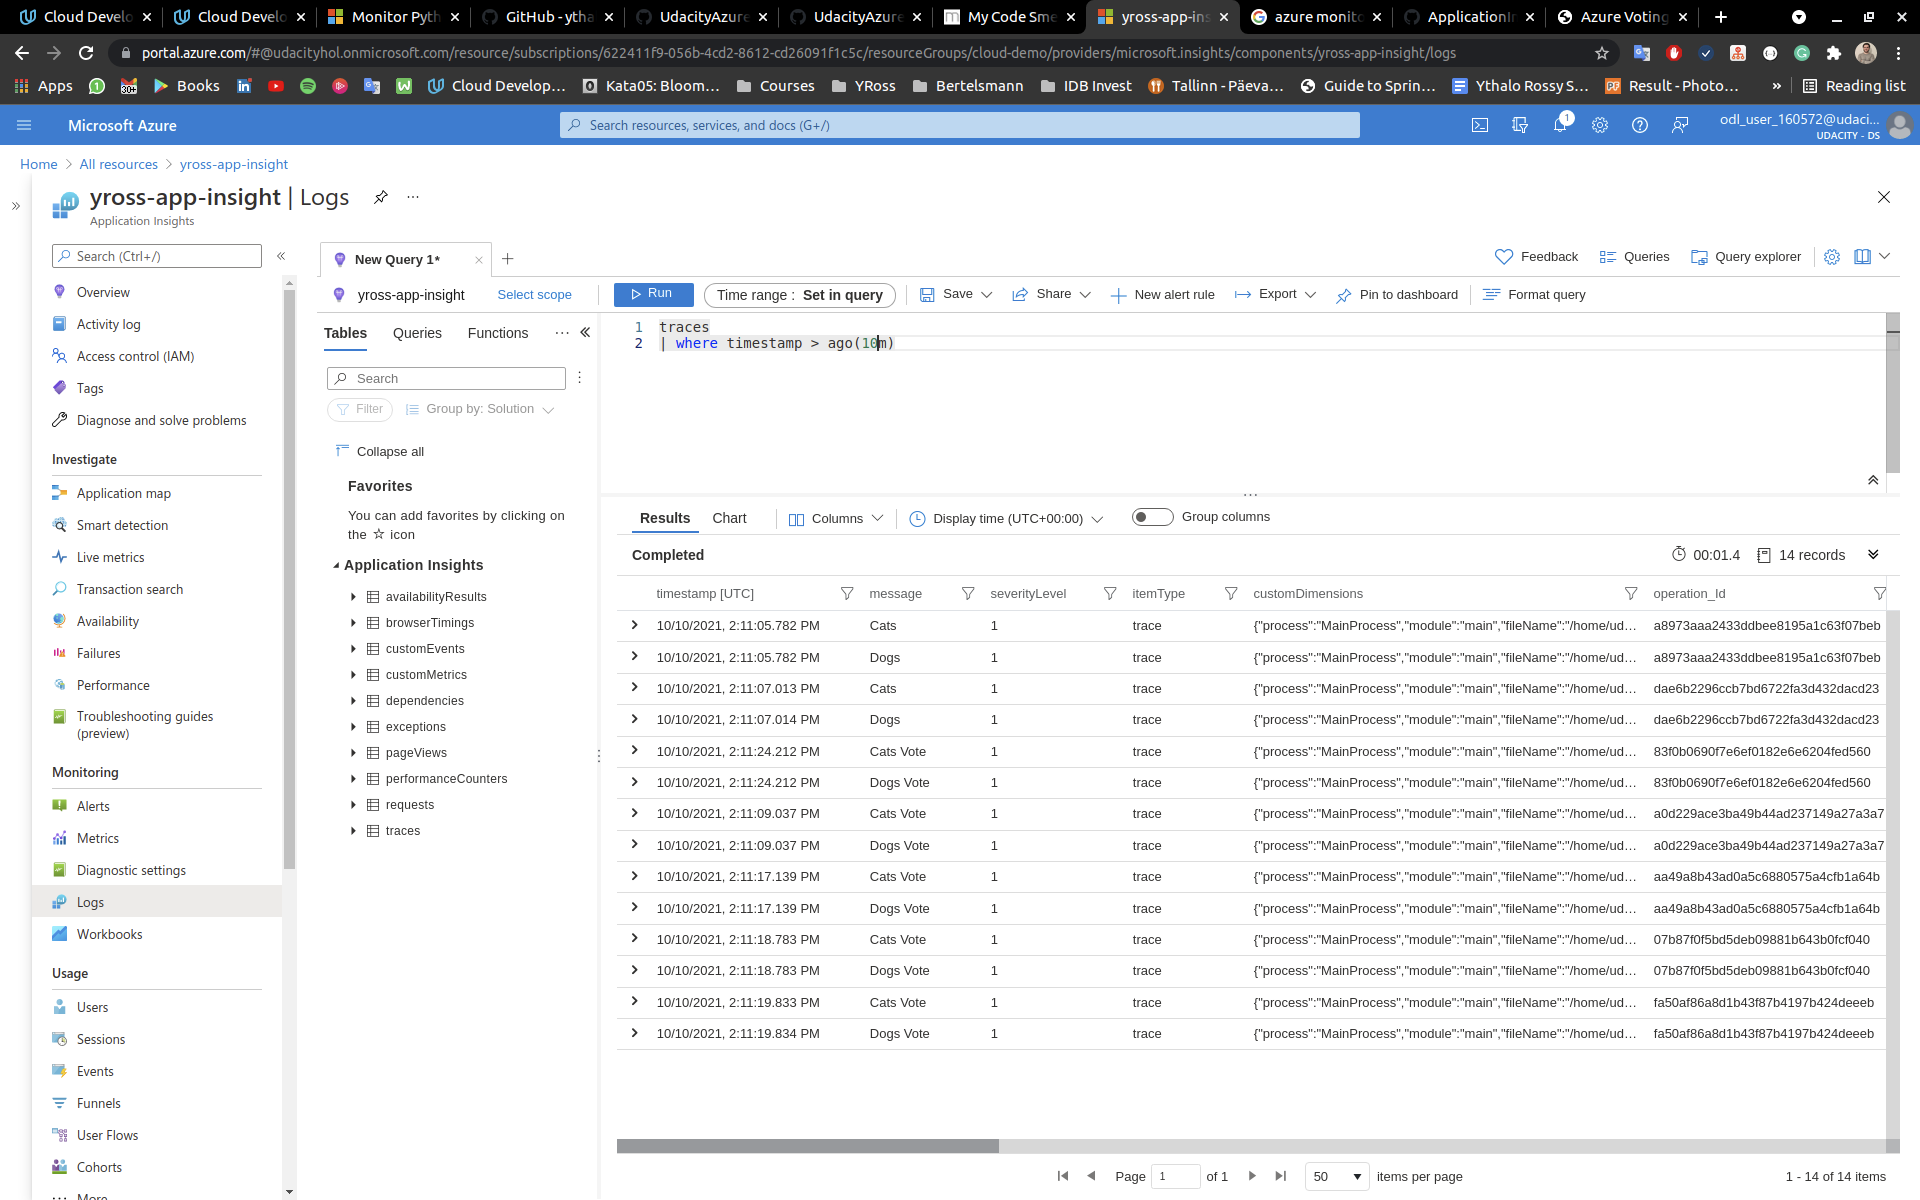 Cloud Develo
Cloud Develo
Monitor Pyth
GitHub - ytha
UdacityAzure
UdacityAzure
My Code Sme
yross-app-ins
azure monito
ApplicationIn
Azure Voting
portal.azure.com/#@udacityhol.onmicrosoft.com/resource/subscriptions/622411f9-056b-4cd2-8612-cd26091f1c5c/resourceGroups/cloud-demo/providers/microsoft.insights/components/yross-app-insight/logs
Apps
30+
Books
Cloud Develop…
Kata05: Bloom…
Courses
YRoss
Bertelsmann
IDB Invest
Tallinn - Päeva…
Guide to Sprin…
Ythalo Rossy S…
Result - Photo…
»
Reading list
Microsoft Azure
Search resources, services, and docs (G+/)
1
odl_user_160572@udaci...
UDACITY - DS
Home > All resources > yross-app-insight
yross-app-insight | Logs
Application Insights
Search (Ctrl+/)
Overview
Activity log
Access control (IAM)
Tags
Diagnose and solve problems
Investigate
Application map
Smart detection
Live metrics
Transaction search
Availability
Failures
Performance
Troubleshooting guides
(preview)
Monitoring
Alerts
Metrics
Diagnostic settings
Logs
Workbooks
Usage
Users
Sessions
Events
Funnels
User Flows
Cohorts
More
New Query 1*
Feedback
Queries
Query explorer
yross-app-insight
Select scope
Run
Time range : Set in query
Save
Share
New alert rule
Export
Pin to dashboard
Format query
Tables
Queries
Functions
Search
Filter
Group by: Solution
Collapse all
Favorites
You can add favorites by clicking on
the ☆ icon
Application Insights
availabilityResults
browserTimings
customEvents
customMetrics
dependencies
exceptions
pageViews
performanceCounters
requests
traces
1 traces
2 | where timestamp > ago(10m)
Results
Chart
Columns
Display time (UTC+00:00)
Group columns
Completed
00:01.4
14 records
timestamp [UTC] message severityLevel itemType customDimensions operation_Id
10/10/2021, 2:11:05.782 PM Cats 1 trace {"process":"MainProcess","module":"main","fileName":"/home/ud… a8973aaa2433ddbee8195a1c63f07beb
10/10/2021, 2:11:05.782 PM Dogs 1 trace {"process":"MainProcess","module":"main","fileName":"/home/ud… a8973aaa2433ddbee8195a1c63f07beb
10/10/2021, 2:11:07.013 PM Cats 1 trace {"process":"MainProcess","module":"main","fileName":"/home/ud… dae6b2296ccb7bd6722fa3d432dacd23
10/10/2021, 2:11:07.014 PM Dogs 1 trace {"process":"MainProcess","module":"main","fileName":"/home/ud… dae6b2296ccb7bd6722fa3d432dacd23
10/10/2021, 2:11:24.212 PM Cats Vote 1 trace {"process":"MainProcess","module":"main","fileName":"/home/ud… 83f0b0690f7e6ef0182e6e6204fed560
10/10/2021, 2:11:24.212 PM Dogs Vote 1 trace {"process":"MainProcess","module":"main","fileName":"/home/ud… 83f0b0690f7e6ef0182e6e6204fed560
10/10/2021, 2:11:09.037 PM Cats Vote 1 trace {"process":"MainProcess","module":"main","fileName":"/home/ud… a0d229ace3ba49b44ad237149a27a3a7
10/10/2021, 2:11:09.037 PM Dogs Vote 1 trace {"process":"MainProcess","module":"main","fileName":"/home/ud… a0d229ace3ba49b44ad237149a27a3a7
10/10/2021, 2:11:17.139 PM Cats Vote 1 trace {"process":"MainProcess","module":"main","fileName":"/home/ud… aa49a8b43ad0a5c6880575a4cfb1a64b
10/10/2021, 2:11:17.139 PM Dogs Vote 1 trace {"process":"MainProcess","module":"main","fileName":"/home/ud… aa49a8b43ad0a5c6880575a4cfb1a64b
10/10/2021, 2:11:18.783 PM Cats Vote 1 trace {"process":"MainProcess","module":"main","fileName":"/home/ud… 07b87f0f5bd5deb09881b643b0fcf040
10/10/2021, 2:11:18.783 PM Dogs Vote 1 trace {"process":"MainProcess","module":"main","fileName":"/home/ud… 07b87f0f5bd5deb09881b643b0fcf040
10/10/2021, 2:11:19.833 PM Cats Vote 1 trace {"process":"MainProcess","module":"main","fileName":"/home/ud… fa50af86a8d1b43f87b4197b424deeeb
10/10/2021, 2:11:19.834 PM Dogs Vote 1 trace {"process":"MainProcess","module":"main","fileName":"/home/ud… fa50af86a8d1b43f87b4197b424deeeb
Page 1 of 1
50 items per page
1 - 14 of 14 items